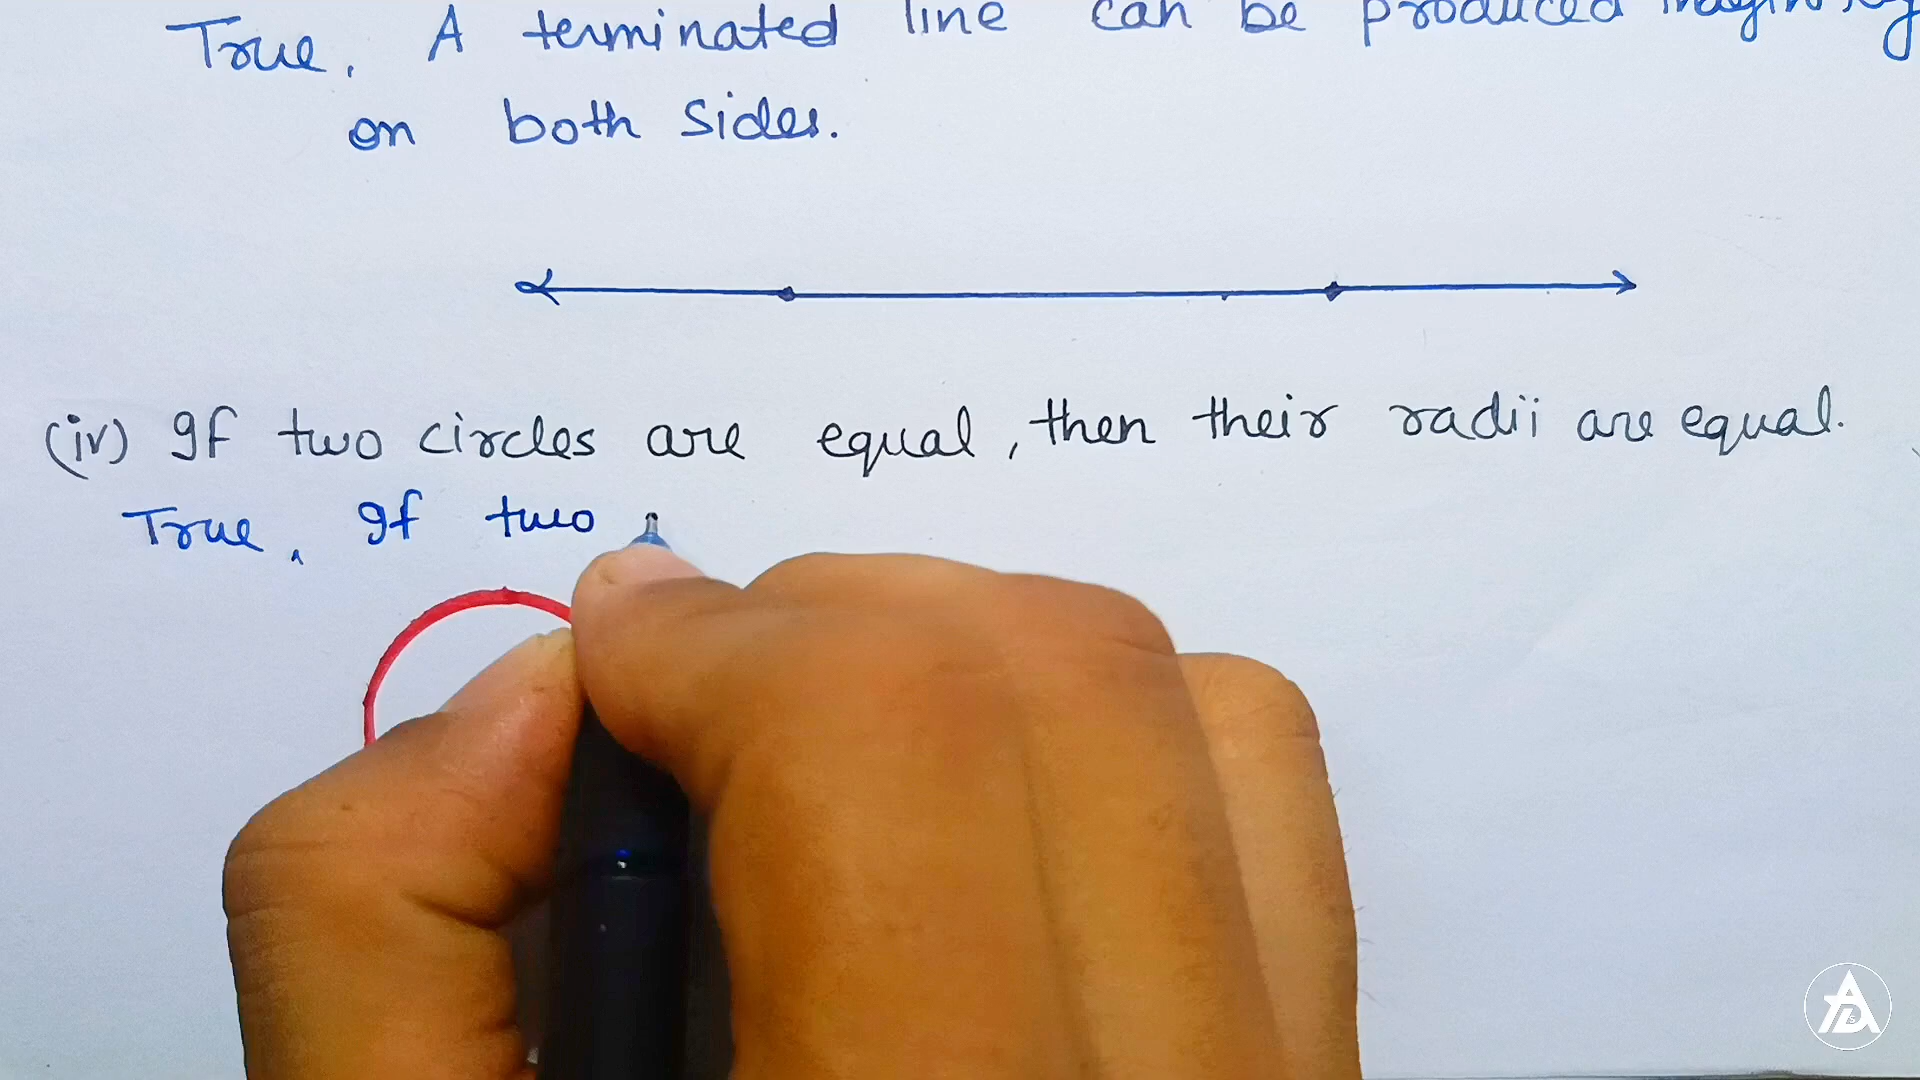 True. A terminated line can be produced
on both sides.
(iv) If two circles are equal, then their radii are equal.
True. If two